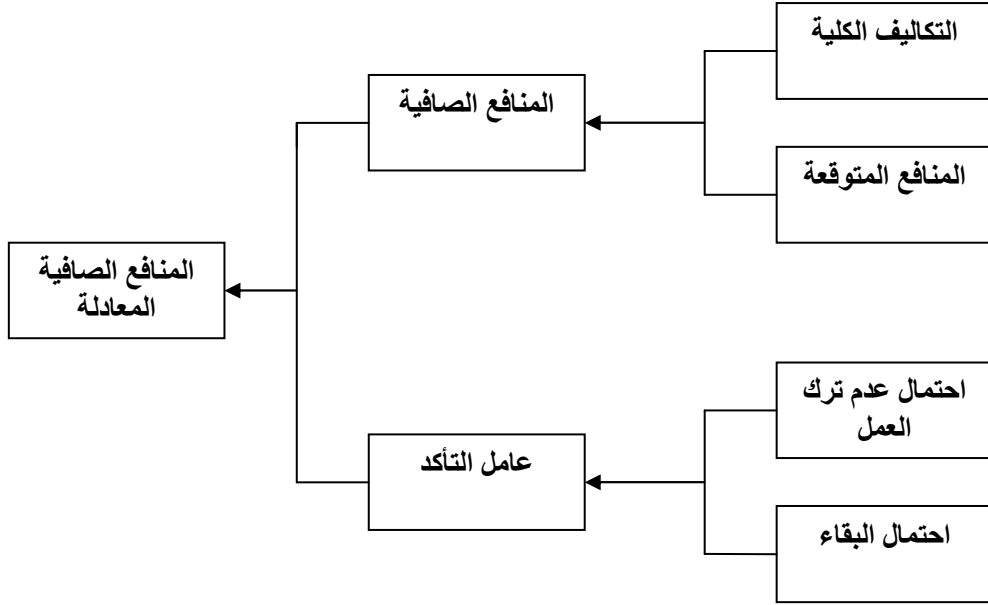 التكاليف الكلية
المنافع الصافية
المنافع المتوقعة
المنافع الصافية
المعادلة
احتمال عدم ترك
العمل
عامل التأكد
احتمال البقاء